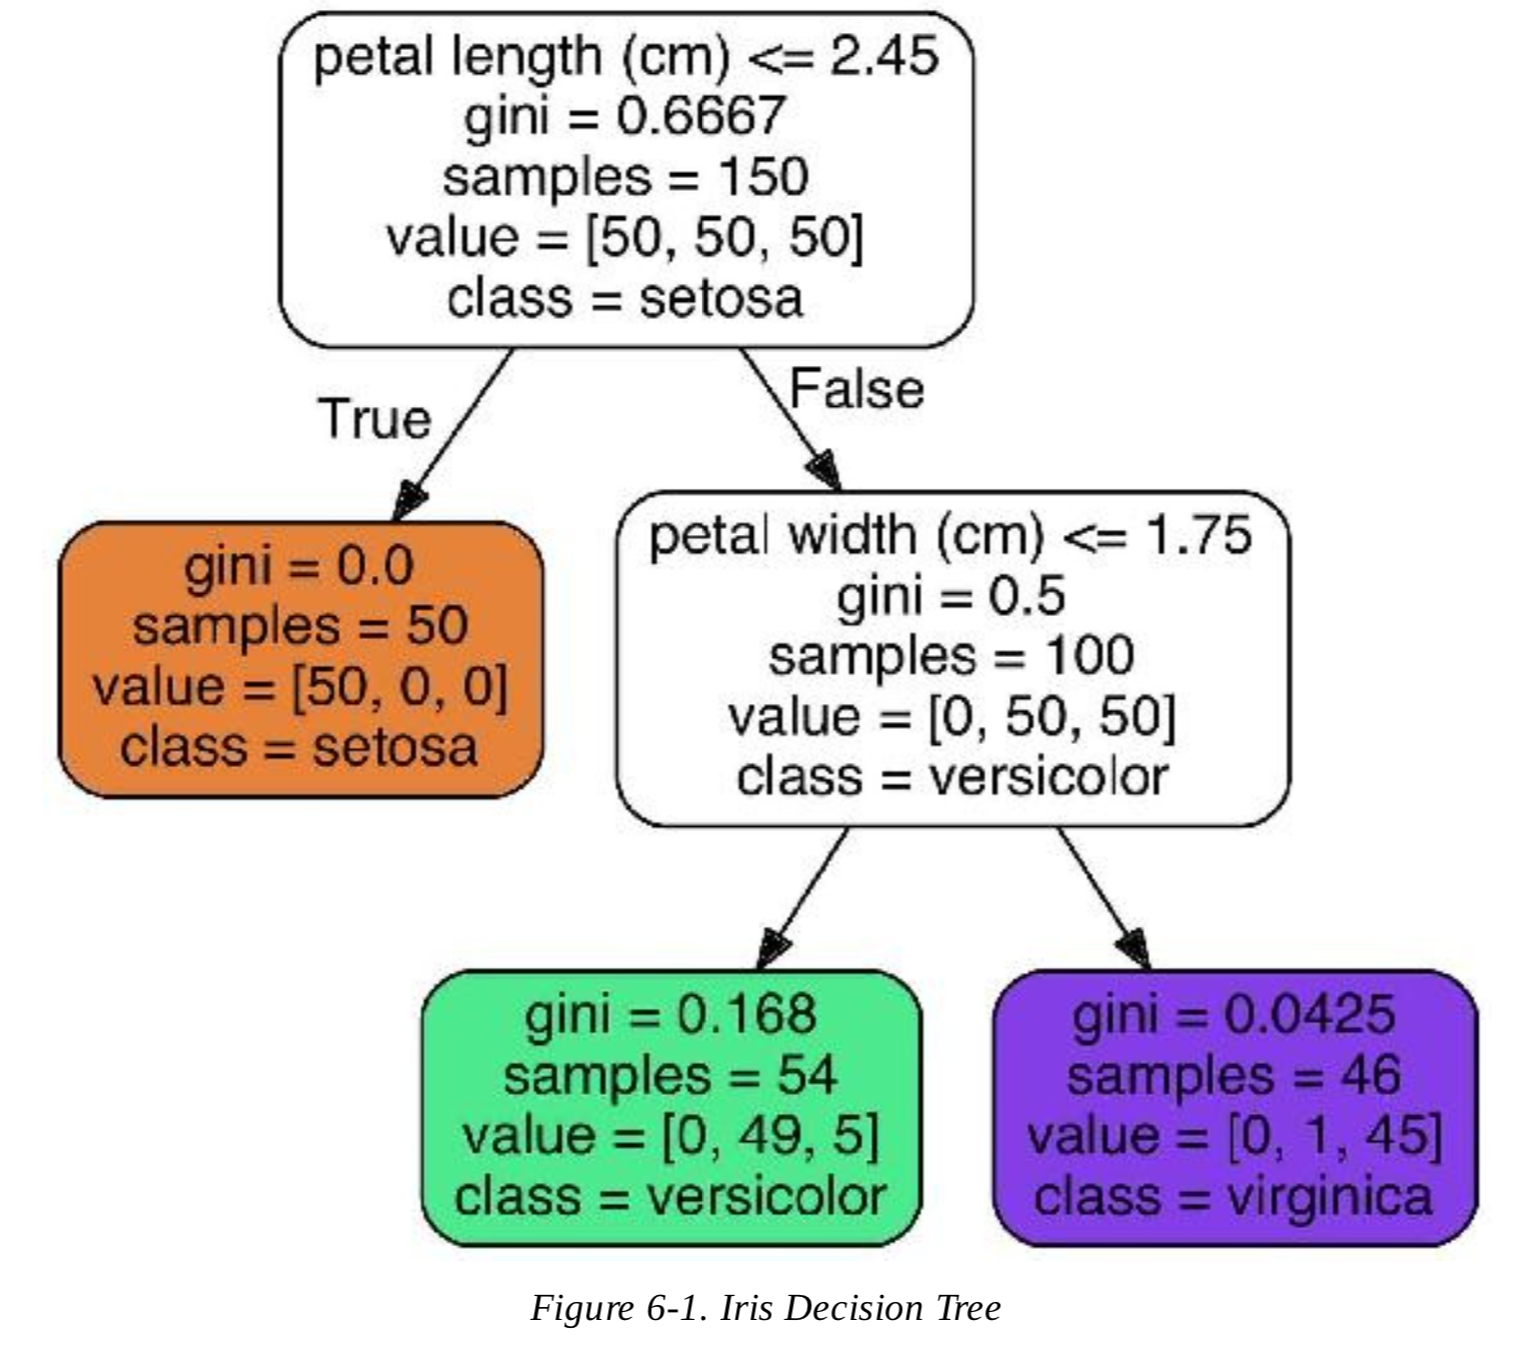 petal length (cm) <= 2.45
gini = 0.6667
samples = 150
value = [50, 50, 50]
class = setosa
True
False
gini = 0.0
samples = 50
value = [50, 0, 0]
class = setosa
petal width (cm) <= 1.75
gini = 0.5
samples = 100
value = [0, 50, 50]
class = versicolor
gini = 0.168
samples = 54
value = [0, 49, 5]
class = versicolor
gini = 0.0425
samples = 46
value = [0, 1, 45]
class = virginica
Figure 6-1. Iris Decision Tree